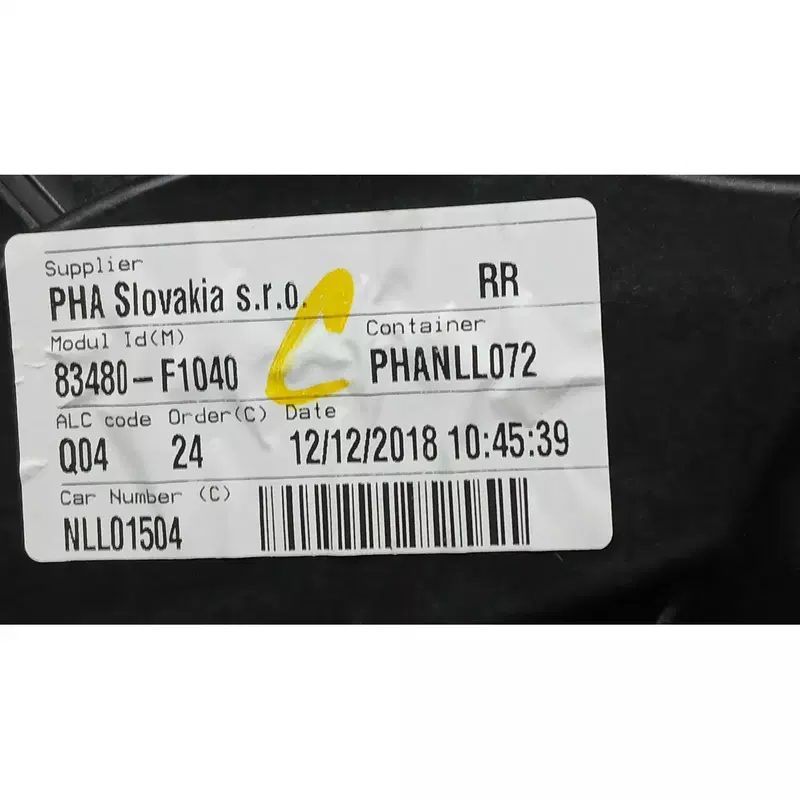 Supplier
PHA Slovakia s.r.o. RR
Modul Id(M) Container
83480-F1040 PHANLL072
ALC code Order(C) Date
Q04 24 12/12/2018 10:45:39
Car Number (C)
NLL01504